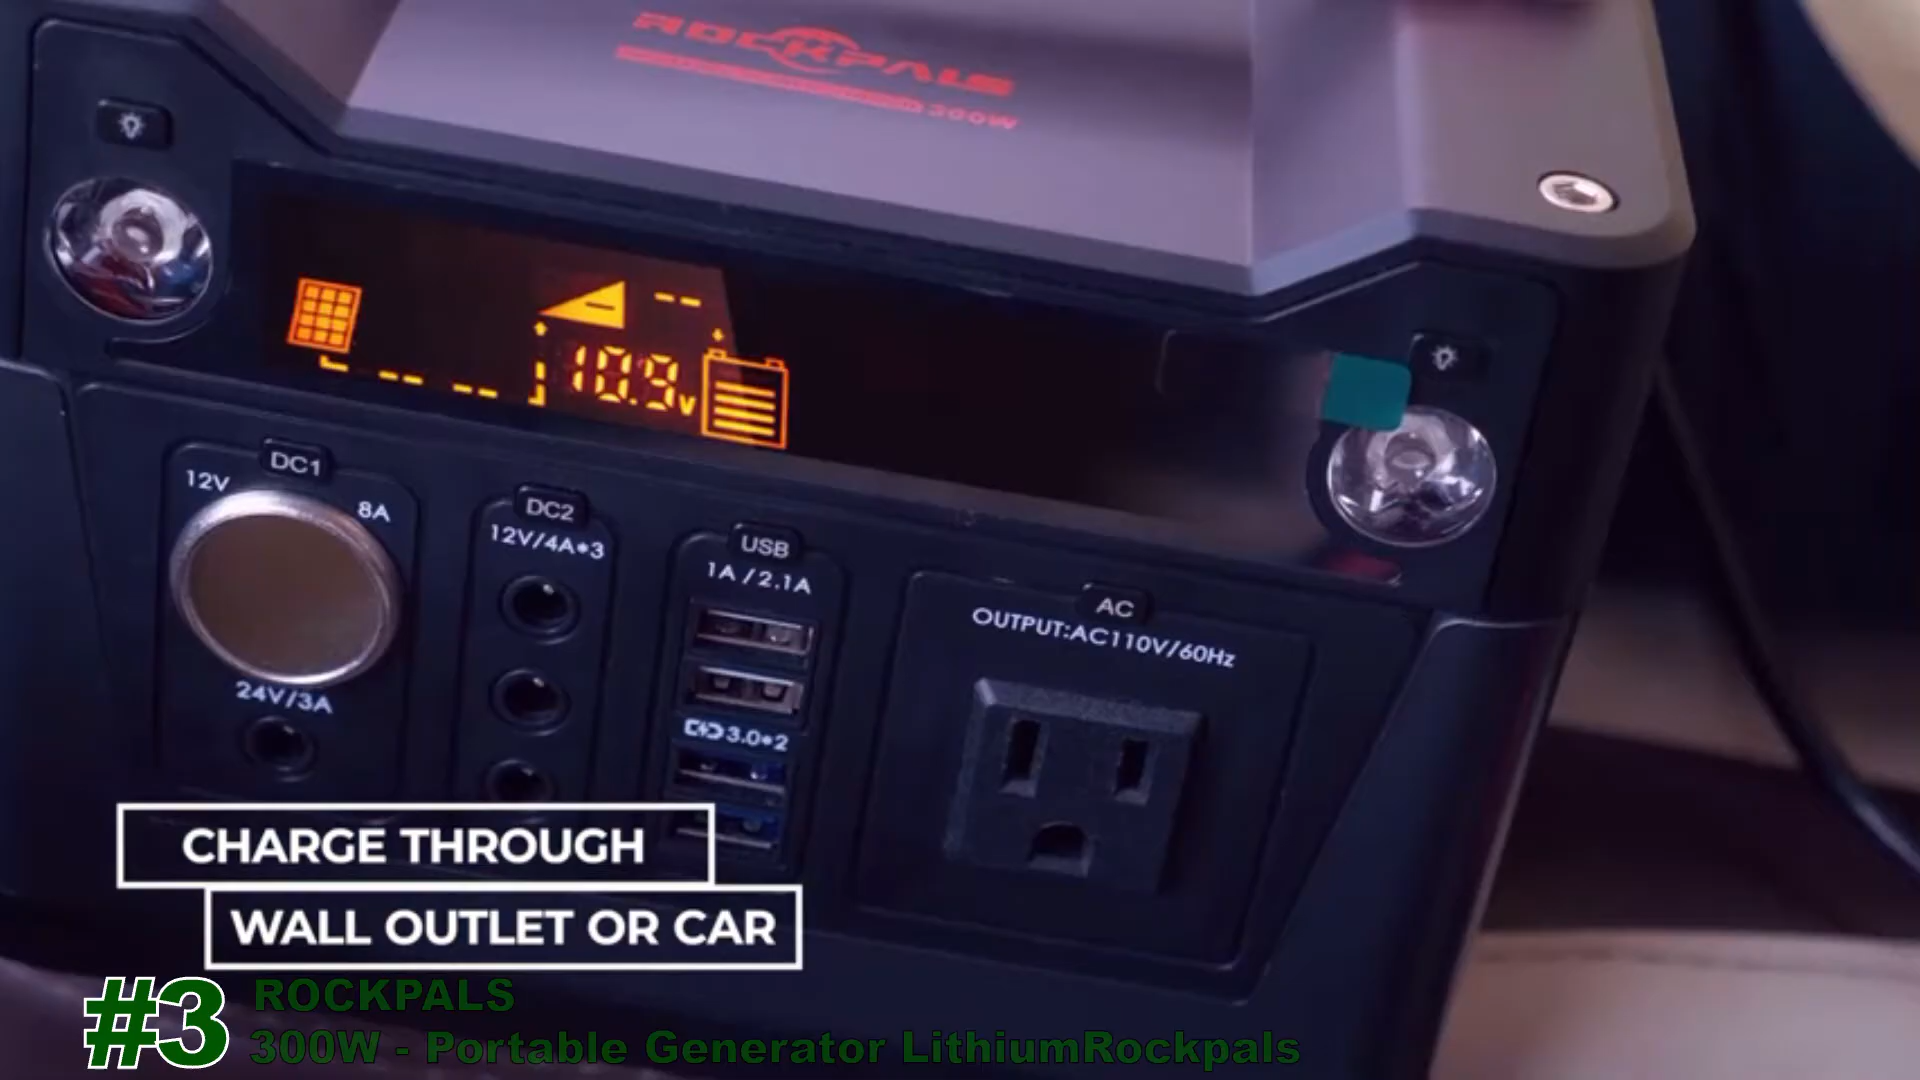 ROCKPALS
300W
10.9v
DC1
12V
8A
24V/3A
DC2
12V/4A*3
USB
1A/2.1A
3.0*2
AC
OUTPUT:AC110V/60Hz
CHARGE THROUGH
WALL OUTLET OR CAR
#3
ROCKPALS
300W - Portable Generator LithiumRockpals